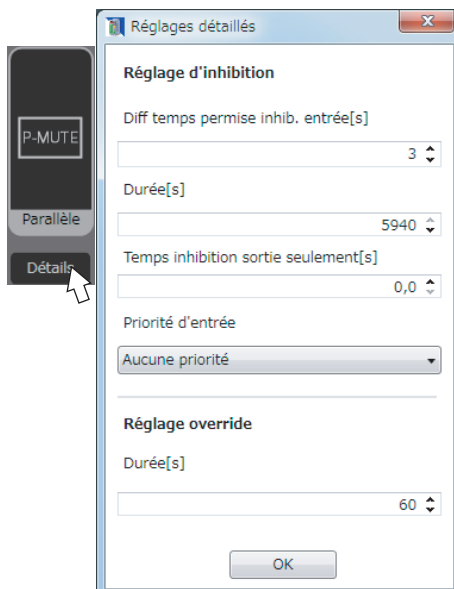 Réglages détaillés
P-MUTE
Parallèle
Détails
Réglage d'inhibition
Diff temps permise inhib. entrée[s]
3
Durée[s]
5940
Temps inhibition sortie seulement[s]
0,0
Priorité d'entrée
Aucune priorité
Réglage override
Durée[s]
60
OK